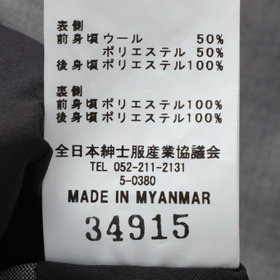 表側
前身頃ウール 50%
ポリエステル 50%
後身頃ポリエステル100%
裏側
前身頃ポリエステル100%
後身頃ポリエステル100%
全日本紳士服産業協議会
TEL 052-211-2131
5-0380
MADE IN MYANMAR
34915